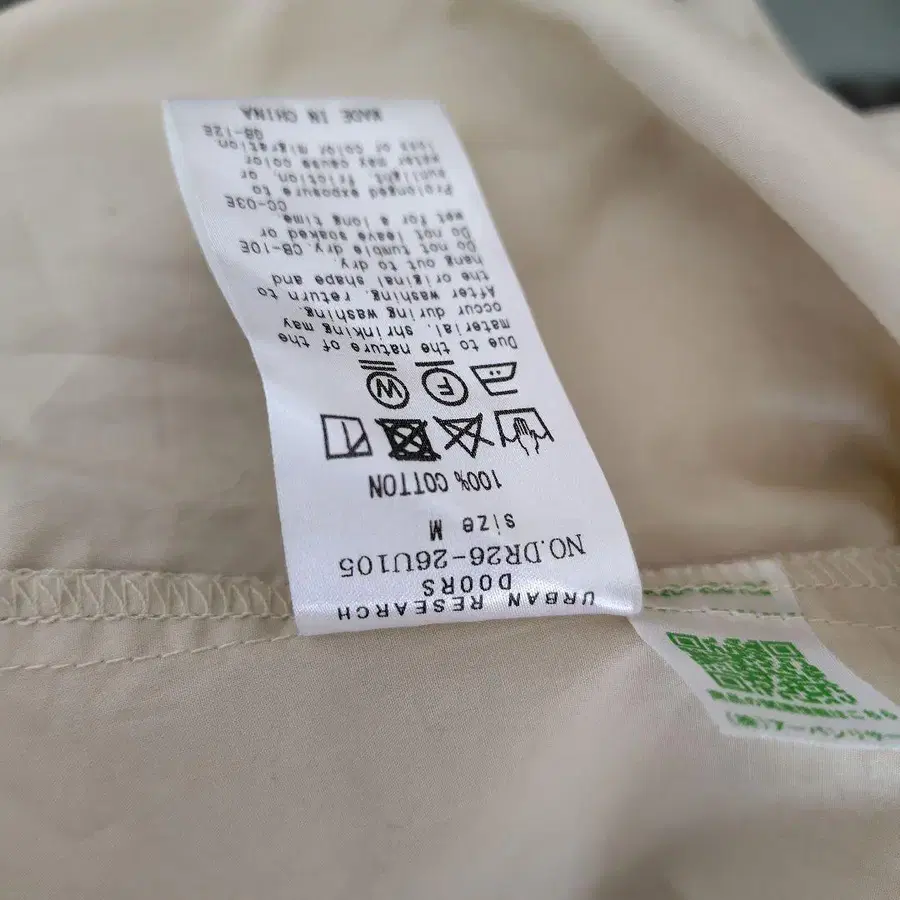 URBAN RESEARCH
DOORS
NO.DR26-26U105
size M
100% COTTON
F W
Due to the nature of the
material, shrinking may
occur during washing.
After washing, return to
the original shape and
hang out to dry.
Do not tumble dry. CB-10E
Do not leave soaked or
wet for a long time.
CC-03E
Prolonged exposure to
sunlight, friction, or
water may cause color
loss or color migration.
GB-12E
MADE IN CHINA